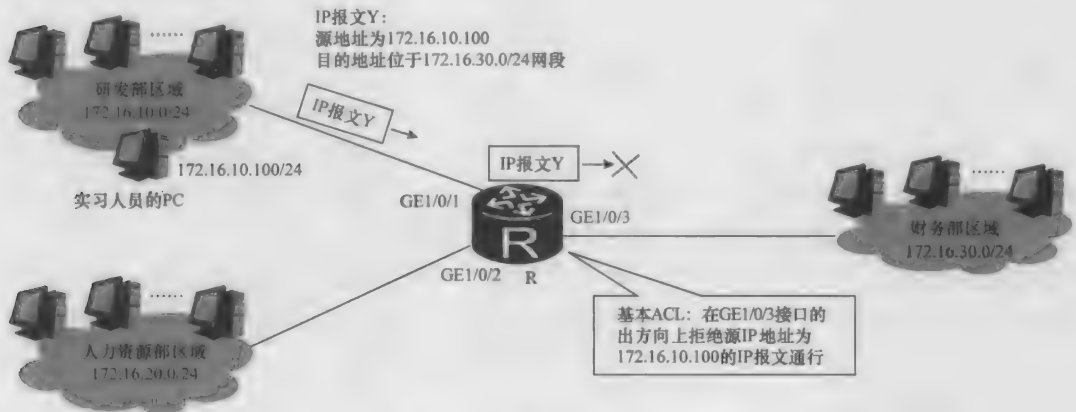 IP报文Y:
源地址为172.16.10.100
目的地址位于172.16.30.0/24网段
研发部区域
172.16.10.0/24
IP报文Y
172.16.10.100/24
实习人员的PC
IP报文Y
GE1/0/1
GE1/0/3
GE1/0/2
R
R
财务部区域
172.16.30.0/24
基本ACL: 在GE1/0/3接口的
出方向上拒绝源IP地址为
172.16.10.100的IP报文通行
人力资源部区域
172.16.20.0/24